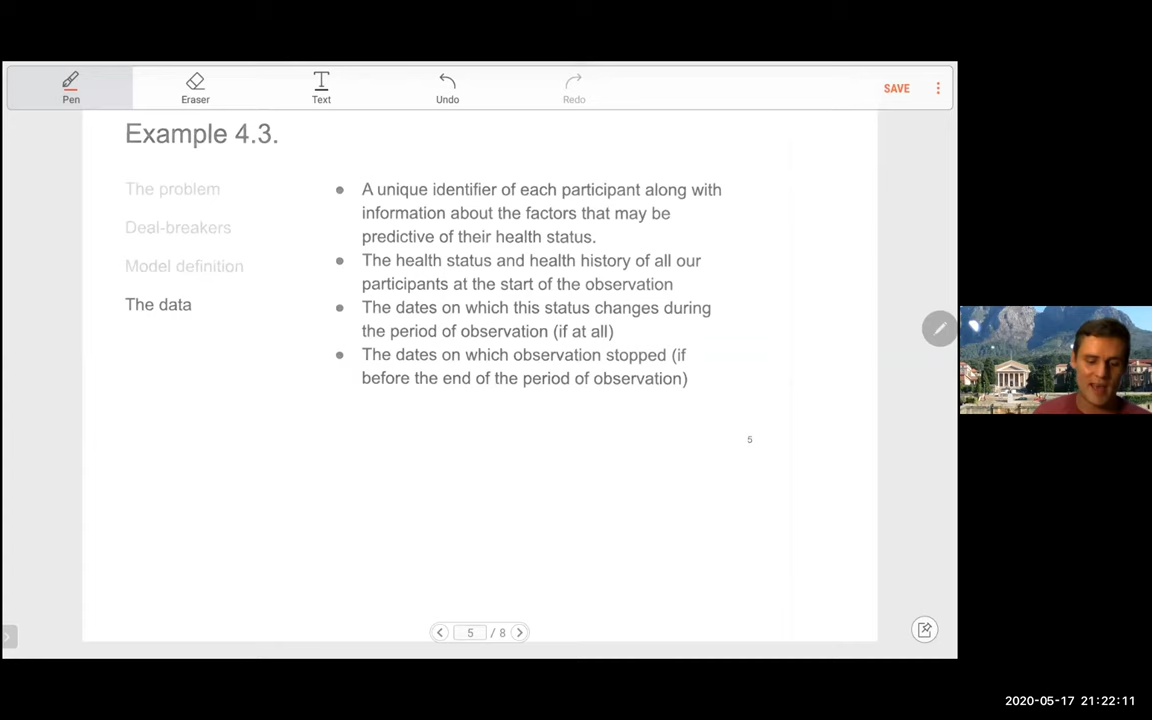 Pen
Eraser
Text
Undo
Redo
SAVE
Example 4.3.
The problem
Deal-breakers
Model definition
The data
● A unique identifier of each participant along with
information about the factors that may be
predictive of their health status.
● The health status and health history of all our
participants at the start of the observation
● The dates on which this status changes during
the period of observation (if at all)
● The dates on which observation stopped (if
before the end of the period of observation)
5
5 / 8
2020-05-17 21:22:11